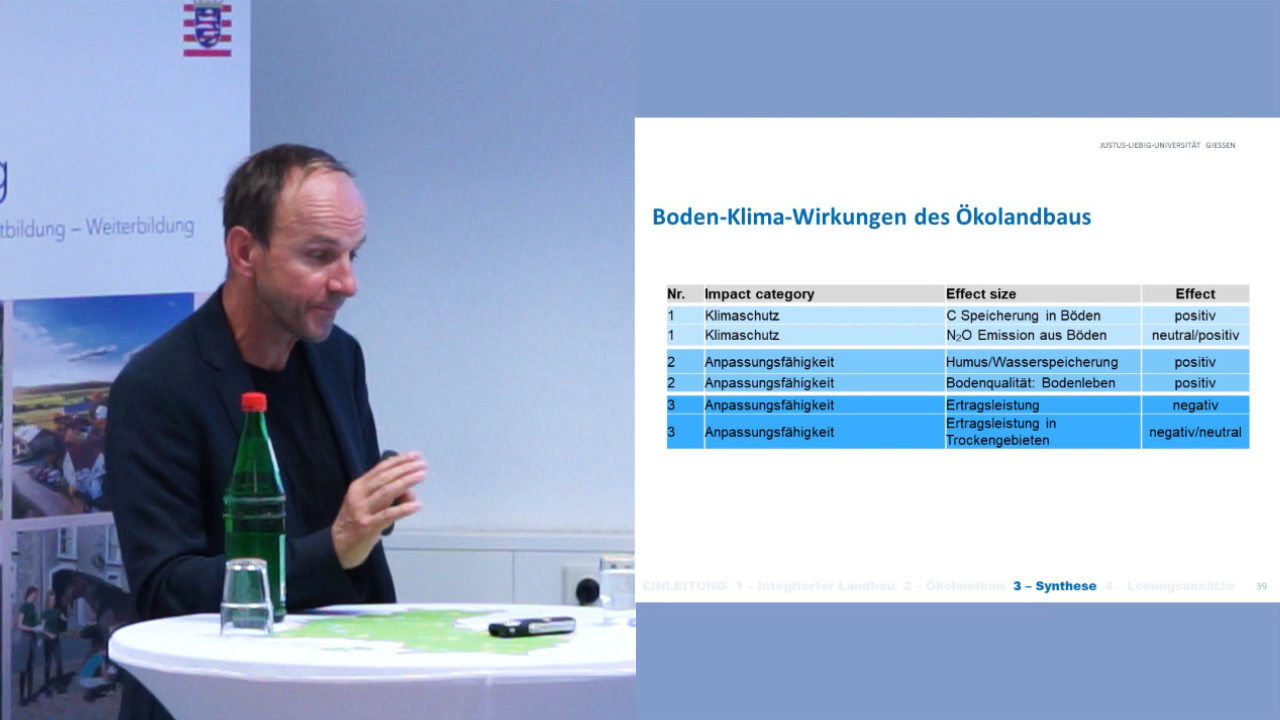 – Weiterbildung
JUSTUS-LIEBIG-UNIVERSITÄT GIESSEN
Boden-Klima-Wirkungen des Ökolandbaus
Nr. Impact category Effect size Effect
1 Klimaschutz C Speicherung in Böden positiv
1 Klimaschutz N₂O Emission aus Böden neutral/positiv
2 Anpassungsfähigkeit Humus/Wasserspeicherung positiv
2 Anpassungsfähigkeit Bodenqualität: Bodenleben positiv
3 Anpassungsfähigkeit Ertragsleistung negativ
3 Anpassungsfähigkeit Ertragsleistung in Trockengebieten negativ/neutral
EINLEITUNG 1 – Integrierter Landbau 2 – Ökolandbau 3 – Synthese 4 – Lösungsansätze 39